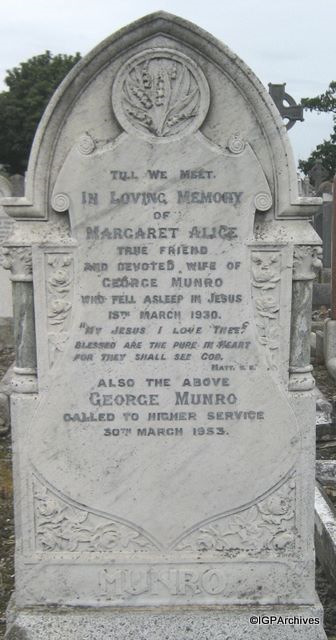 TILL WE MEET.
IN LOVING MEMORY
OF
MARGARET ALICE
TRUE FRIEND
AND DEVOTED WIFE OF
GEORGE MUNRO
WHO FELL ASLEEP IN JESUS
15TH MARCH 1930.
"MY JESUS I LOVE THEE."
BLESSED ARE THE PURE IN HEART
FOR THEY SHALL SEE GOD.
MATT. 5. 8.
ALSO THE ABOVE
GEORGE MUNRO
CALLED TO HIGHER SERVICE
30TH MARCH 1953.
MUNRO
©IGPArchives